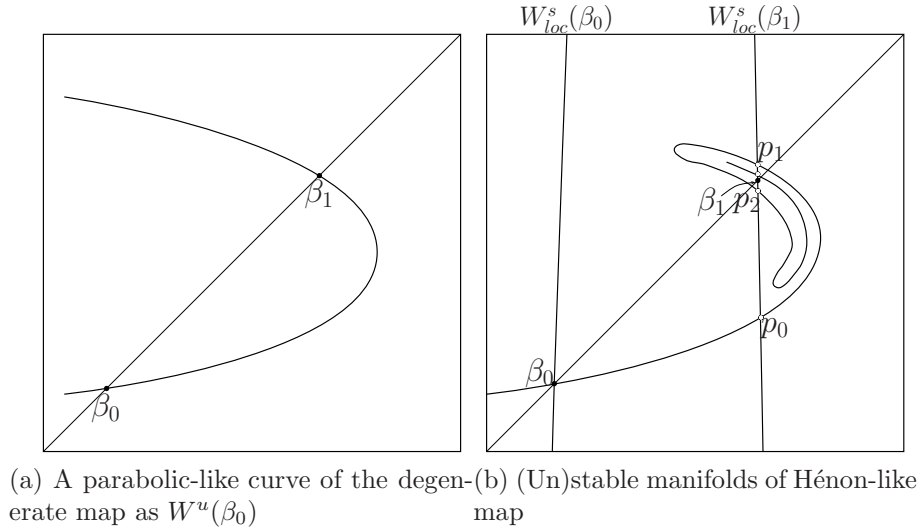 W^s_{loc}(β_0) W^s_{loc}(β_1)
β_1
β_0
p_1
β_1 p_2
p_0
β_0
(a) A parabolic-like curve of the degen-
erate map as W^u(β_0)
(b) (Un)stable manifolds of Hénon-like
map